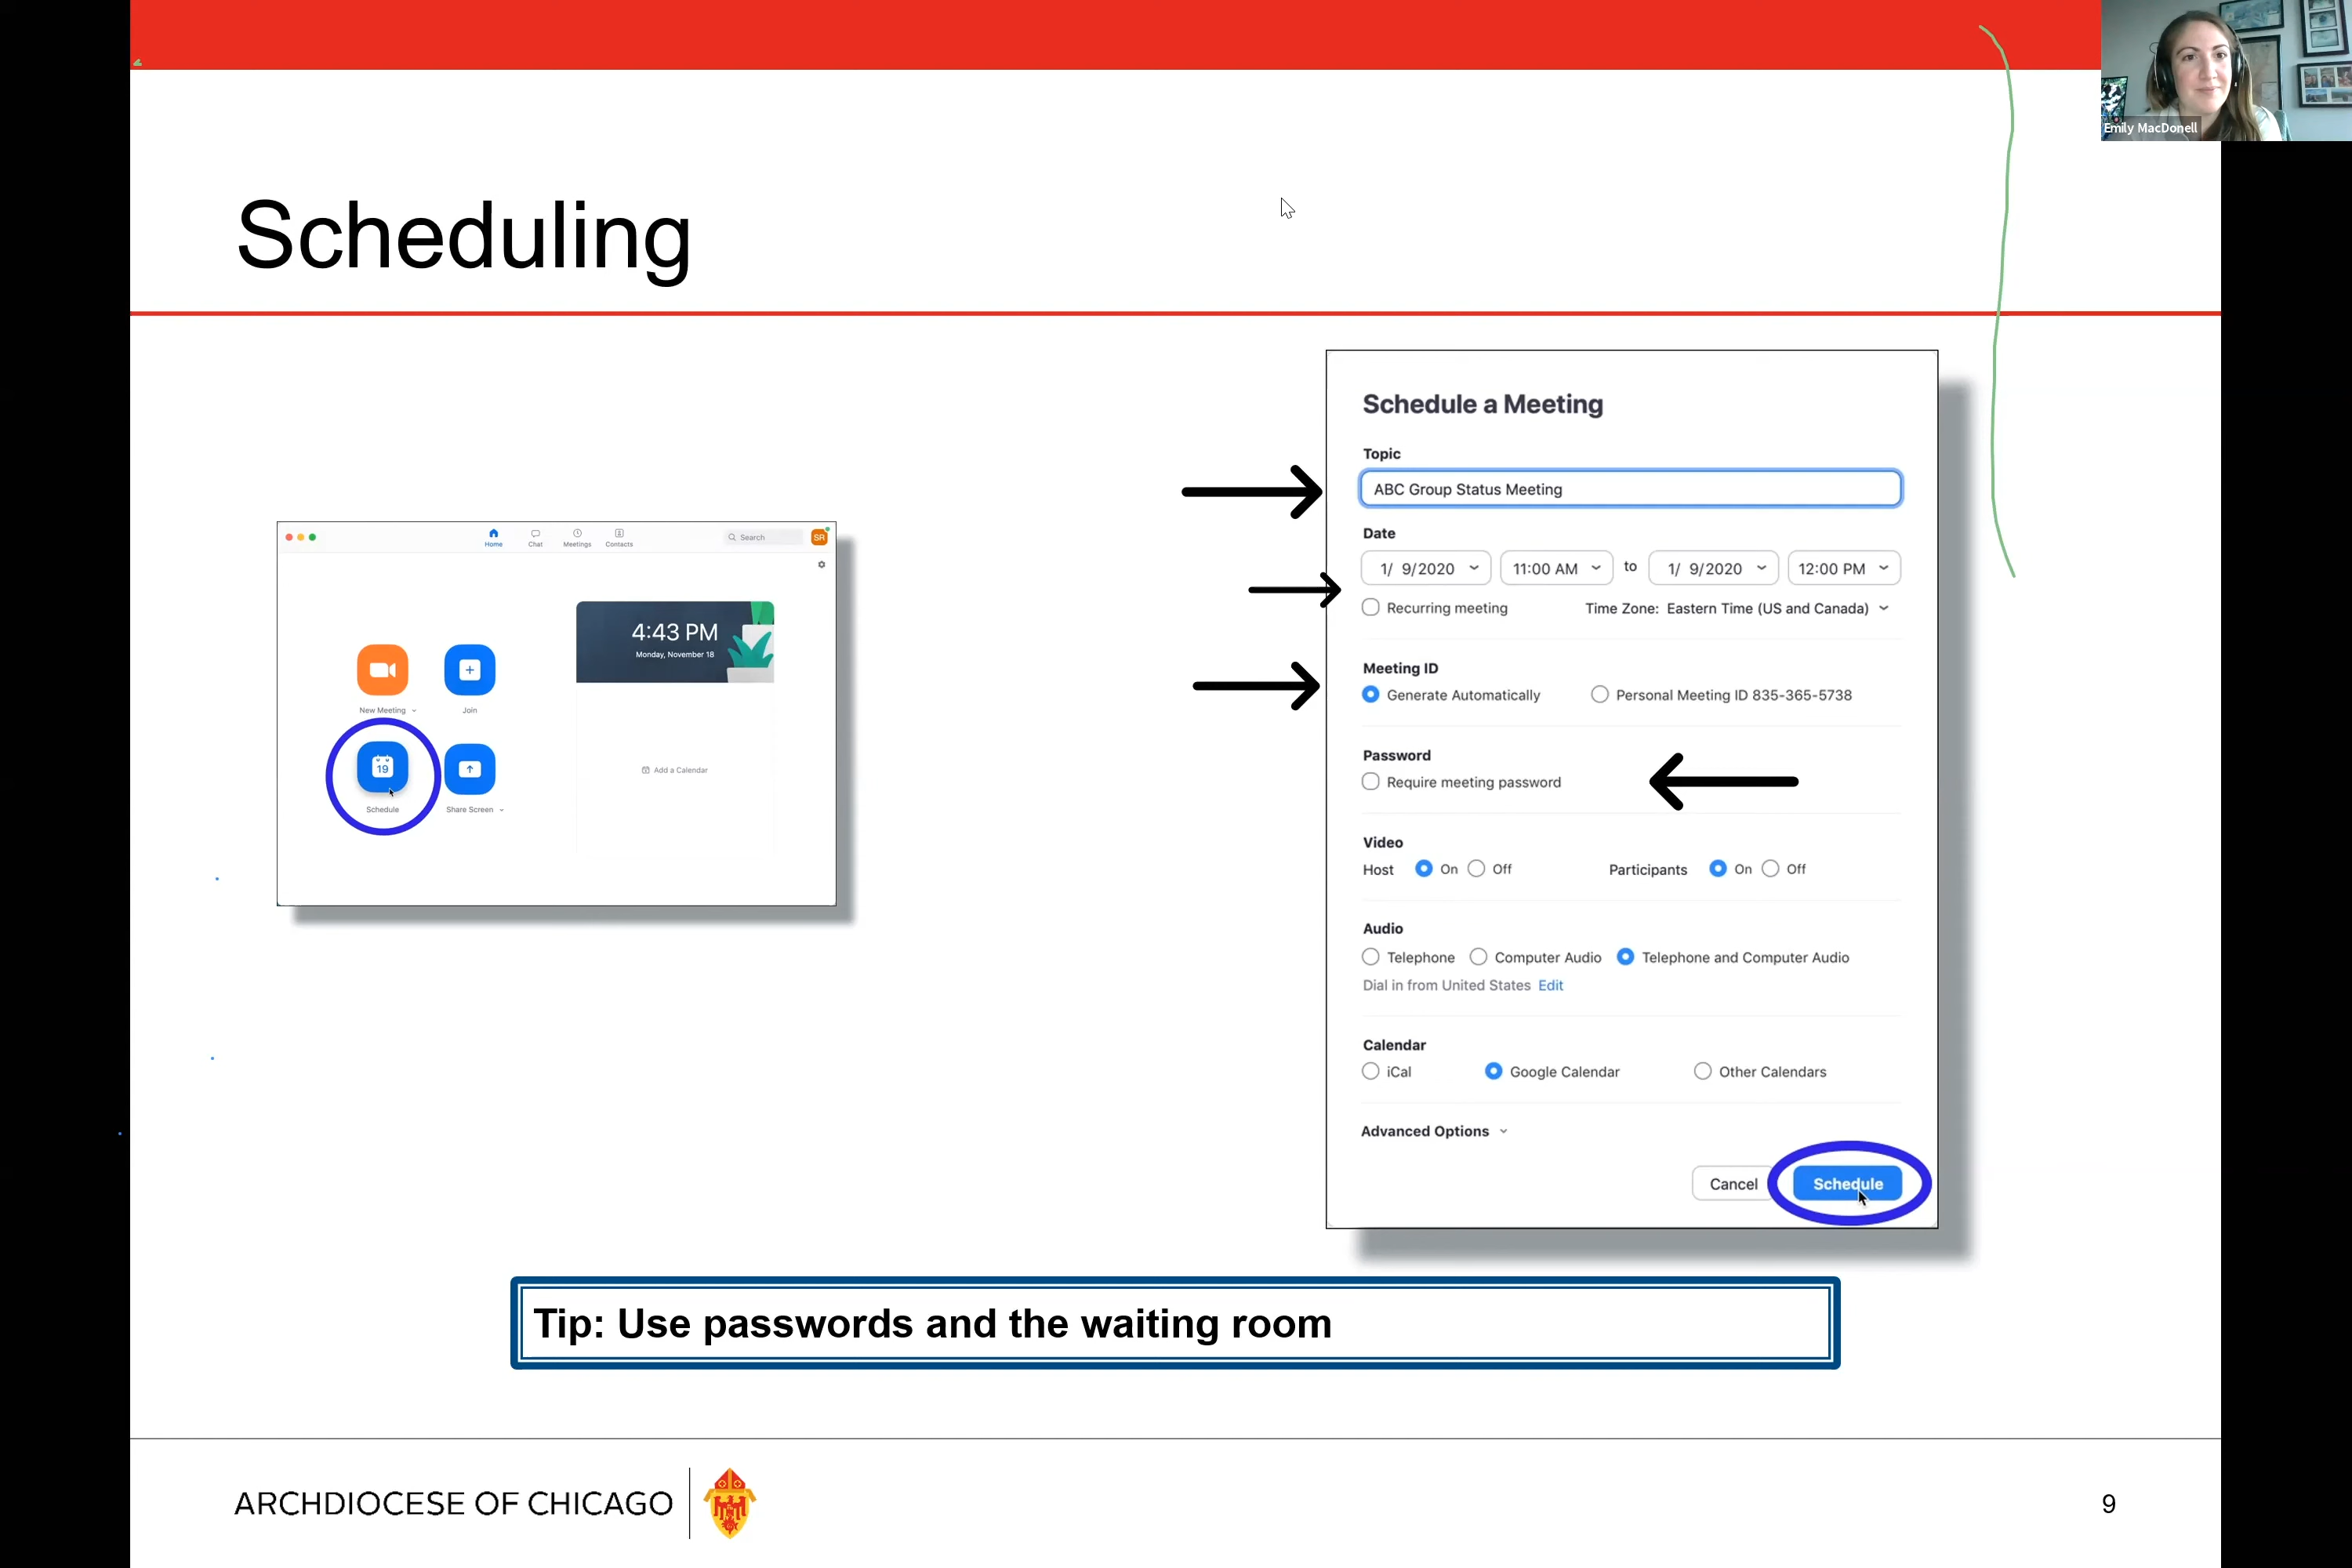 Emily MacDonell
Scheduling
Home Chat Meetings Contacts Search SR
4:43 PM
Monday, November 18
New Meeting Join
19
Schedule Share Screen
Add a Calendar
Schedule a Meeting
Topic
ABC Group Status Meeting
Date
1/ 9/2020 11:00 AM to 1/ 9/2020 12:00 PM
Recurring meeting Time Zone: Eastern Time (US and Canada)
Meeting ID
Generate Automatically Personal Meeting ID 835-365-5738
Password
Require meeting password
Video
Host On Off Participants On Off
Audio
Telephone Computer Audio Telephone and Computer Audio
Dial in from United States Edit
Calendar
iCal Google Calendar Other Calendars
Advanced Options
Cancel Schedule
Tip: Use passwords and the waiting room
ARCHDIOCESE OF CHICAGO
9